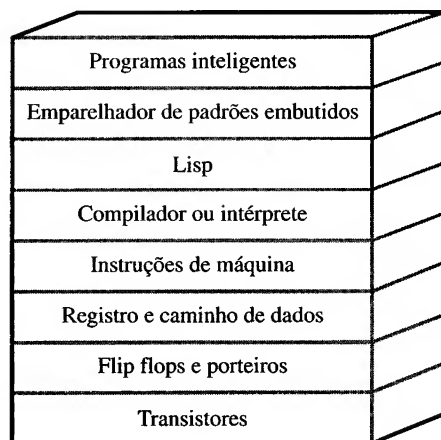 Programas inteligentes
Emparelhador de padrões embutidos
Lisp
Compilador ou intérprete
Instruções de máquina
Registro e caminho de dados
Flip flops e porteiros
Transistores